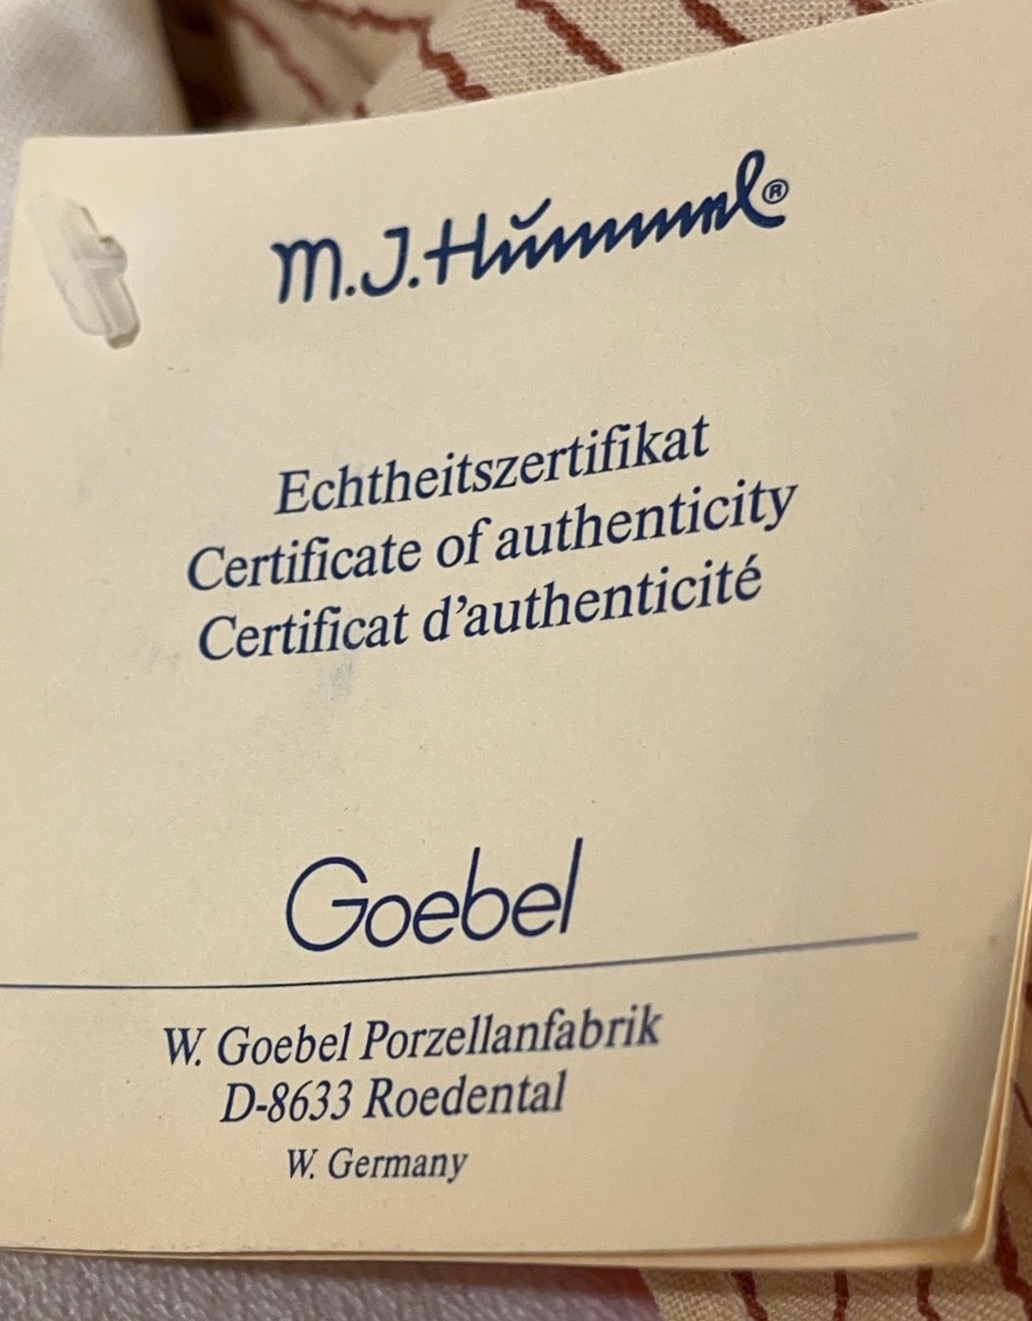 M.J.Hummel®
Echtheitszertifikat
Certificate of authenticity
Certificat d'authenticité
Goebel
W. Goebel Porzellanfabrik
D-8633 Roedental
W. Germany